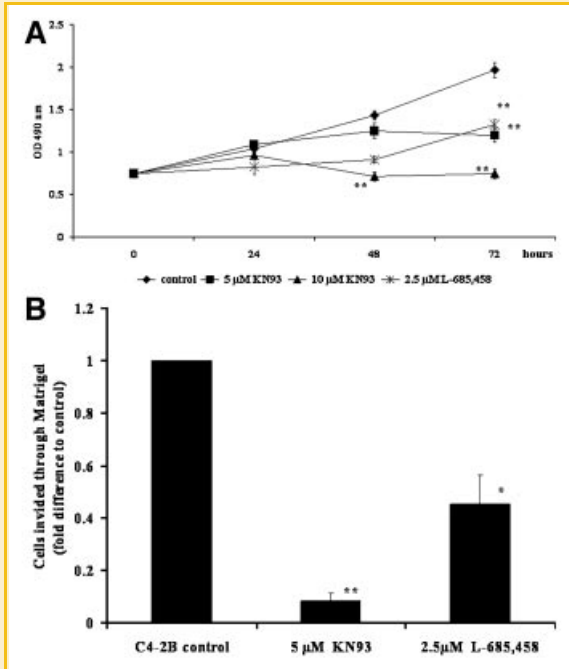 A
OD 490 nm
2.5
2
1.5
1
0.5
0
**
**
**
**
*
0 24 48 72 hours
control 5 μM KN93 10 μM KN93 2.5 μM L-685,458
B
Cells invided through Matrigel
(fold difference to control)
1.2
1
0.8
0.6
0.4
0.2
0
**
*
C4-2B control 5 μM KN93 2.5μM L-685,458